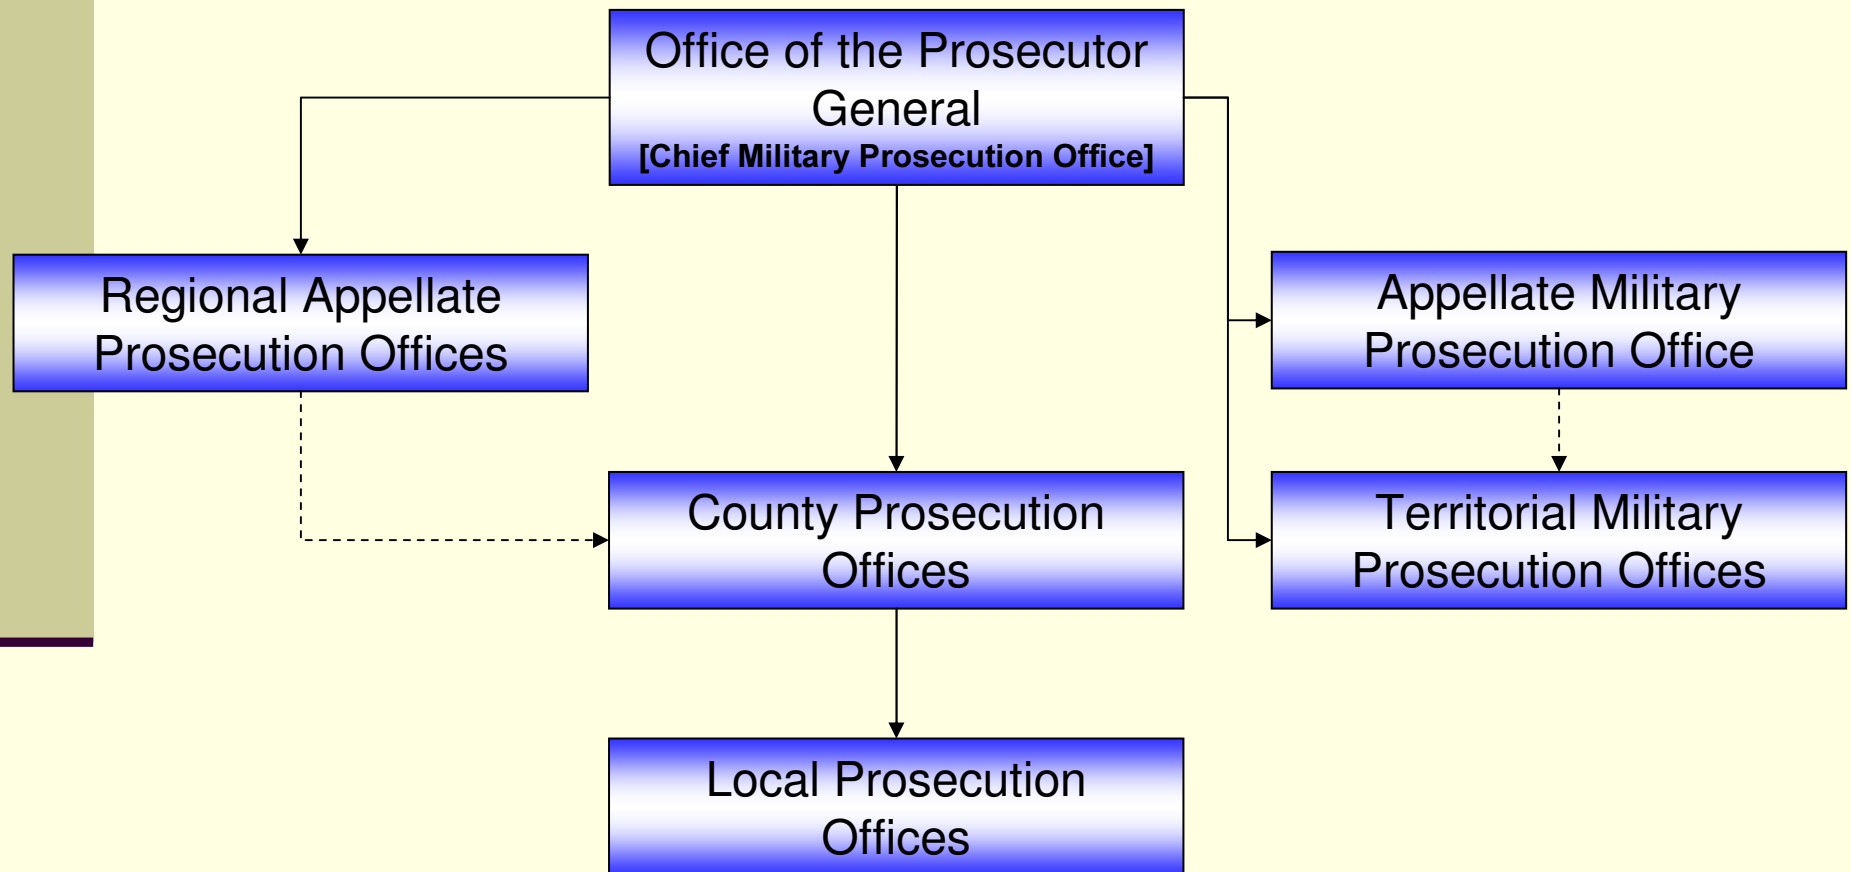 Office of the Prosecutor
General
[Chief Military Prosecution Office]
Regional Appellate
Prosecution Offices
Appellate Military
Prosecution Office
County Prosecution
Offices
Territorial Military
Prosecution Offices
Local Prosecution
Offices